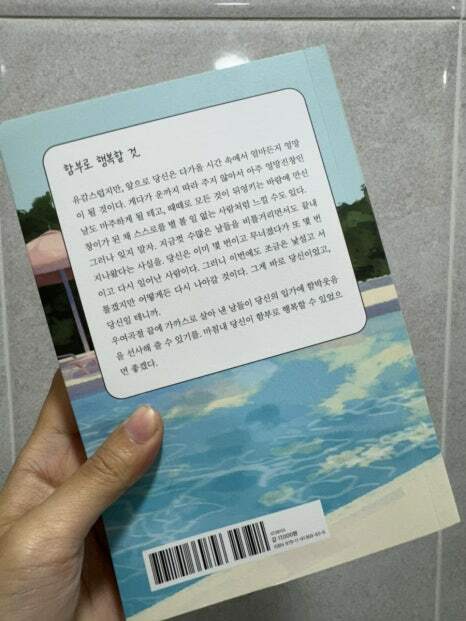 함부로 행복할 것
유감스럽지만, 앞으로 당신은 다가올 시간 속에서 얼마든지 엉망
이 될 것이다. 게다가 운까지 따라 주지 않아서 아주 엉망진창인
날도 마주하게 될 테고, 때때로 모든 것이 뒤엉키는 바람에 만신
창이가 된 채 스스로를 별 볼 일 없는 사람처럼 느낄 수도 있다.
그러나 잊지 말자. 지금껏 수많은 날들을 비틀거리면서도 끝내
지나왔다는 사실을. 당신은 이미 몇 번이고 무너졌다가 또 몇 번
이고 다시 일어난 사람이다. 그러니 이번에도 조금은 낯설고 서
툴겠지만 어떻게든 다시 나아갈 것이다. 그게 바로 당신이었고,
당신일 테니까.
우여곡절 끝에 가까스로 살아 낸 날들이 당신의 입가에 함박웃음
을 선사해 줄 수 있기를. 마침내 당신이 함부로 행복할 수 있었으
면 좋겠다.